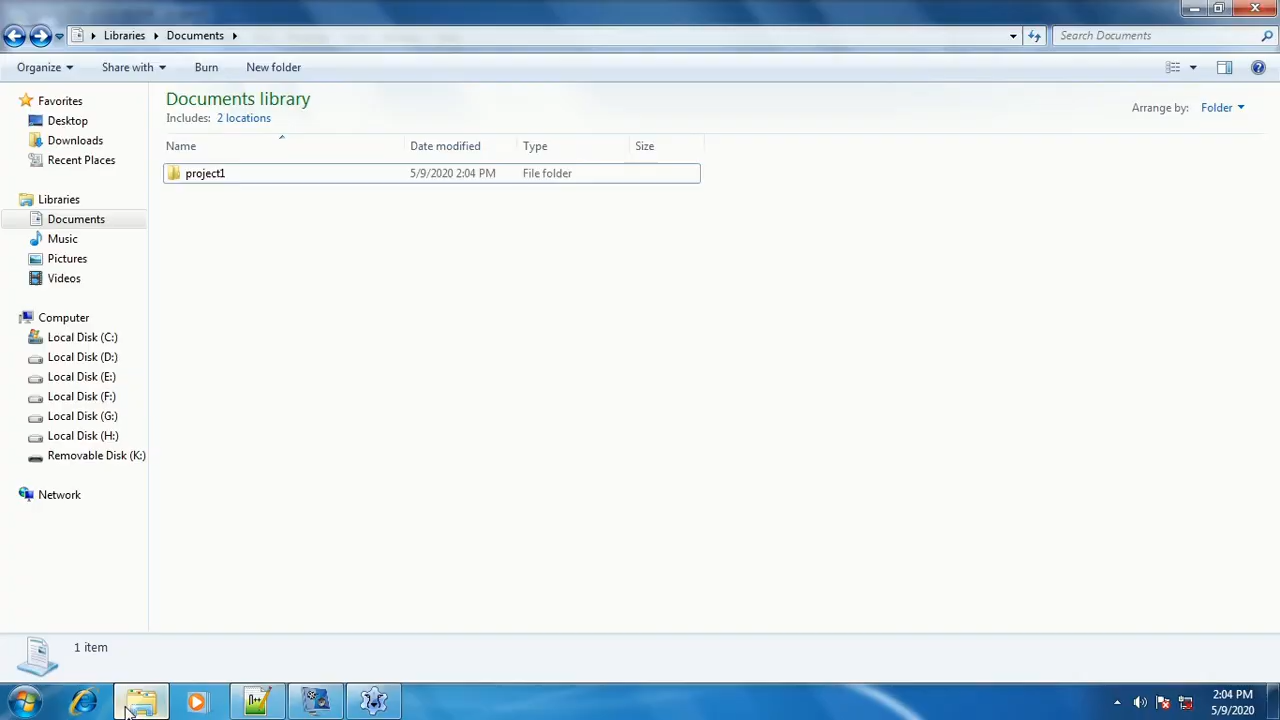 Libraries Documents
Search Documents
Organize Share with Burn New folder
Documents library
Includes: 2 locations
Arrange by: Folder
Name Date modified Type Size
project1 5/9/2020 2:04 PM File folder
Favorites
Desktop
Downloads
Recent Places
Libraries
Documents
Music
Pictures
Videos
Computer
Local Disk (C:)
Local Disk (D:)
Local Disk (E:)
Local Disk (F:)
Local Disk (G:)
Local Disk (H:)
Removable Disk (K:)
Network
1 item
2:04 PM
5/9/2020